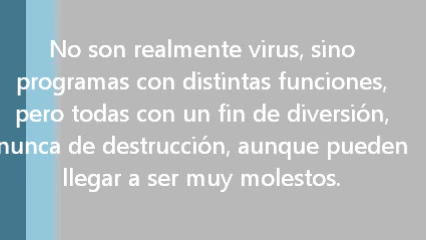 No son realmente virus, sino
programas con distintas funciones,
pero todas con un fin de diversión,
nunca de destrucción, aunque pueden
llegar a ser muy molestos.